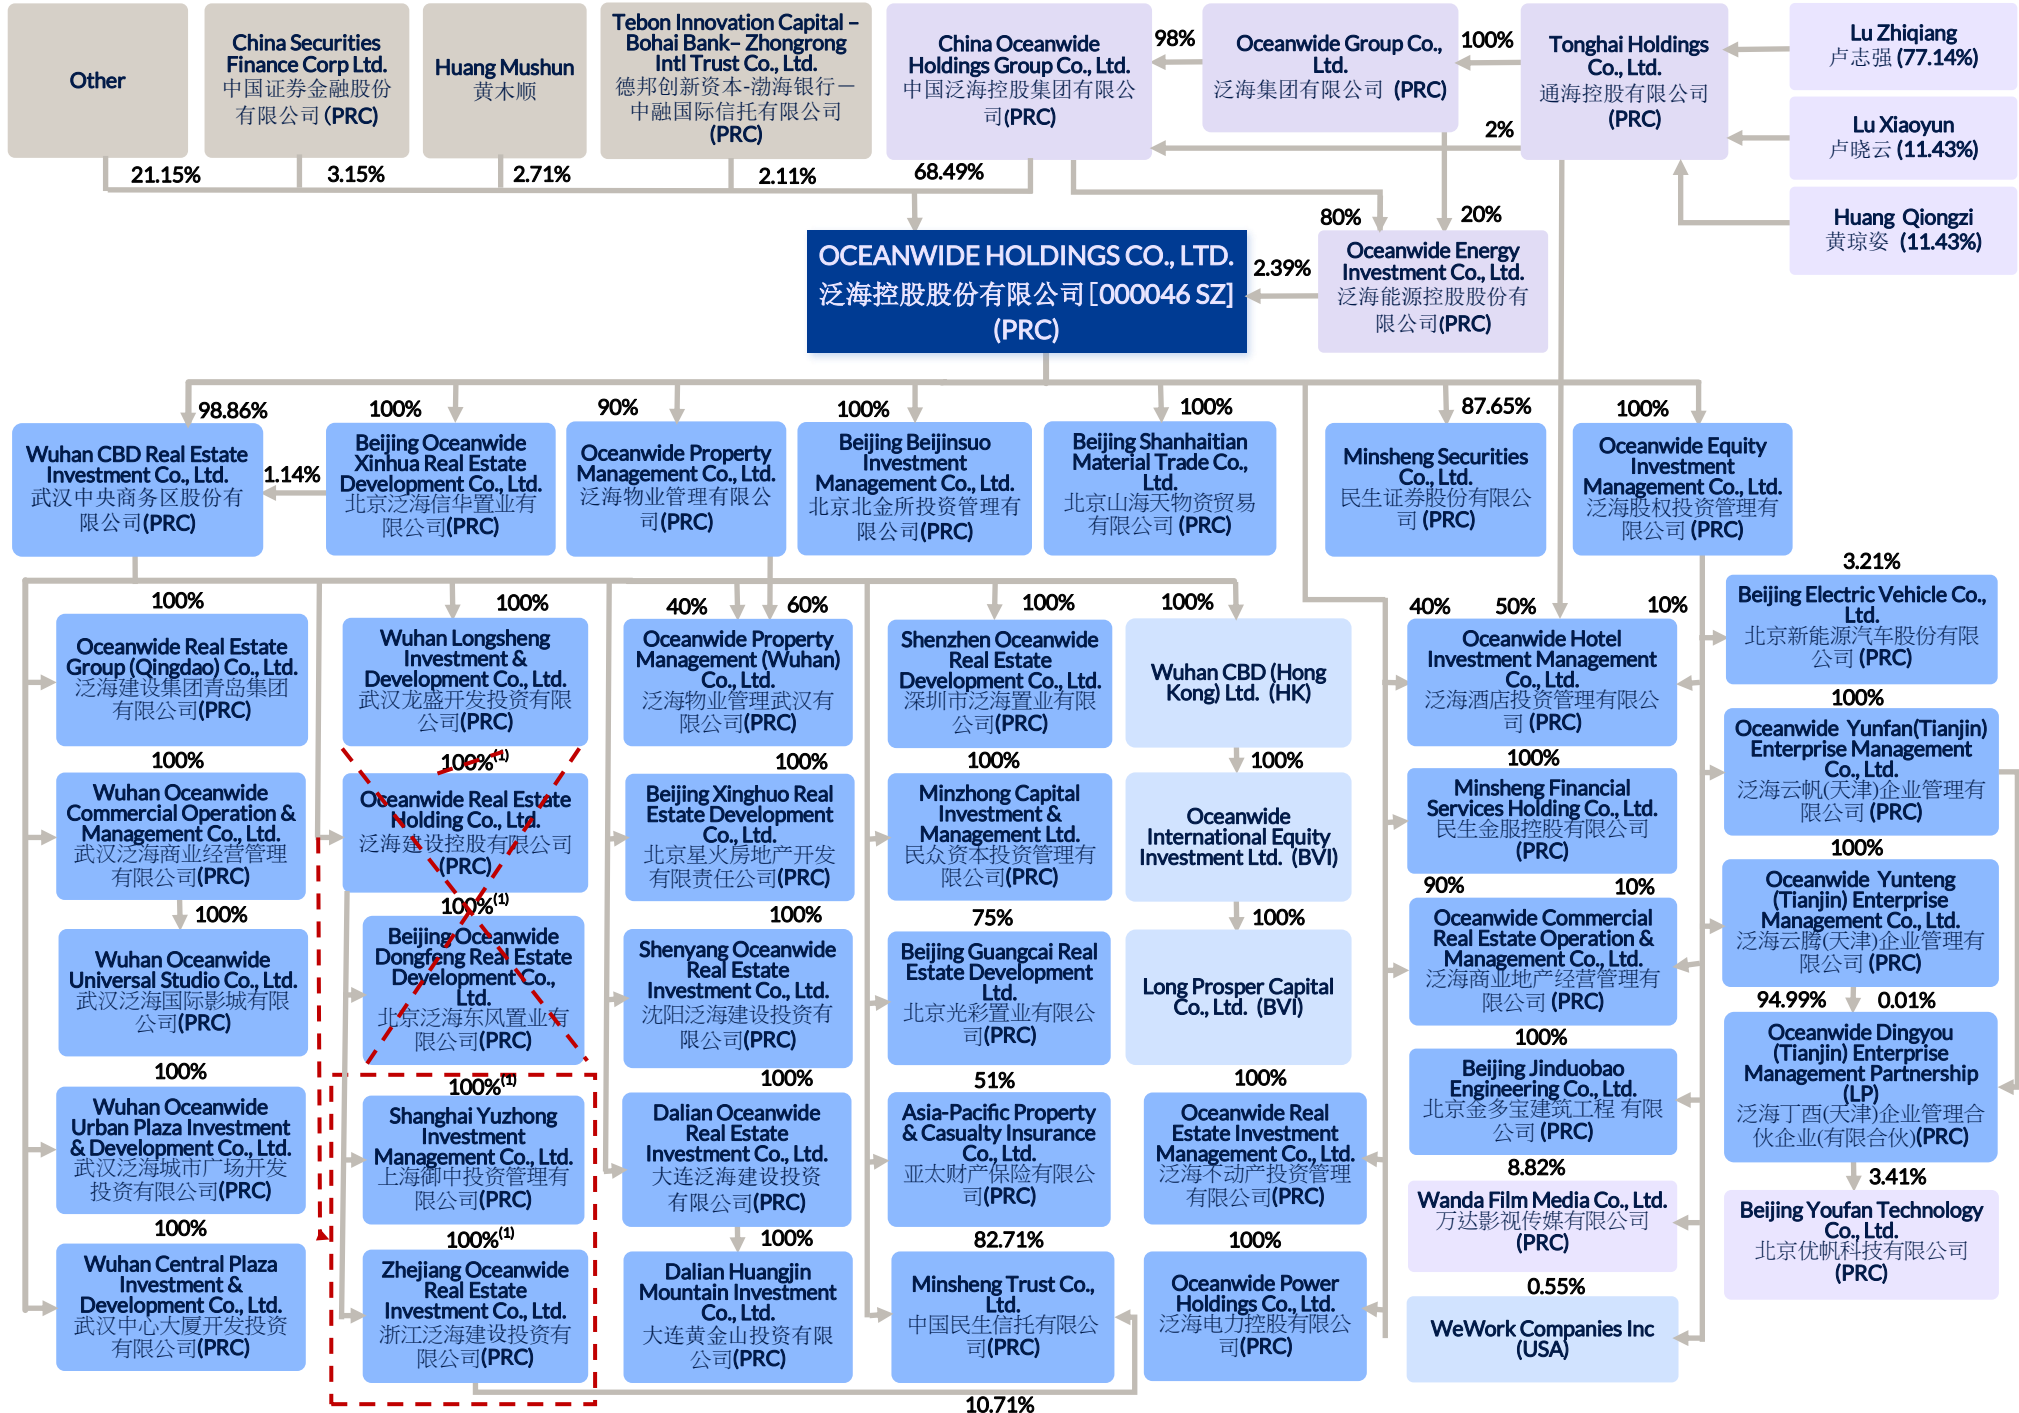 Other
China Securities
Finance Corp Ltd.
中国证券金融股份
有限公司 (PRC)
Huang Mushun
黄木顺
Tebon Innovation Capital –
Bohai Bank– Zhongrong
Intl Trust Co., Ltd.
德邦创新资本-渤海银行－
中融国际信托有限公司
(PRC)
China Oceanwide
Holdings Group Co., Ltd.
中国泛海控股集团有限公
司(PRC)
98%
Oceanwide Group Co.,
Ltd.
泛海集团有限公司 (PRC)
100%
Tonghai Holdings
Co., Ltd.
通海控股有限公司
(PRC)
Lu Zhiqiang
卢志强 (77.14%)
Lu Xiaoyun
卢晓云 (11.43%)
Huang Qiongzi
黄琼姿 (11.43%)
2%
21.15%
3.15%
2.71%
2.11%
68.49%
80%
20%
OCEANWIDE HOLDINGS CO., LTD.
泛海控股股份有限公司 [000046 SZ]
(PRC)
2.39%
Oceanwide Energy
Investment Co., Ltd.
泛海能源控股股份有
限公司(PRC)
98.86%
100%
90%
100%
100%
87.65%
100%
Wuhan CBD Real Estate
Investment Co., Ltd.
武汉中央商务区股份有
限公司(PRC)
1.14%
Beijing Oceanwide
Xinhua Real Estate
Development Co., Ltd.
北京泛海信华置业有
限公司(PRC)
Oceanwide Property
Management Co., Ltd.
泛海物业管理有限公
司(PRC)
Beijing Beijinsuo
Investment
Management Co., Ltd.
北京北金所投资管理有
限公司(PRC)
Beijing Shanhaitian
Material Trade Co.,
Ltd.
北京山海天物资贸易
有限公司 (PRC)
Minsheng Securities
Co., Ltd.
民生证券股份有限公
司 (PRC)
Oceanwide Equity
Investment
Management Co., Ltd.
泛海股权投资管理有
限公司 (PRC)
100%
Oceanwide Real Estate
Group (Qingdao) Co., Ltd.
泛海建设集团青岛集团
有限公司(PRC)
100%
Wuhan Oceanwide
Commercial Operation &
Management Co., Ltd.
武汉泛海商业经营管理
有限公司(PRC)
100%
Wuhan Oceanwide
Universal Studio Co., Ltd.
武汉泛海国际影城有限
公司(PRC)
100%
Wuhan Oceanwide
Urban Plaza Investment
& Development Co., Ltd.
武汉泛海城市广场开发
投资有限公司(PRC)
100%
Wuhan Central Plaza
Investment &
Development Co., Ltd.
武汉中心大厦开发投资
有限公司(PRC)
100%
Wuhan Longsheng
Investment &
Development Co., Ltd.
武汉龙盛开发投资有限
公司(PRC)
100%(1)
Oceanwide Real Estate
Holding Co., Ltd.
泛海建设控股有限公司
(PRC)
100%(1)
Beijing Oceanwide
Dongfeng Real Estate
Development Co.,
Ltd.
北京泛海东风置业有
限公司(PRC)
100%(1)
Shanghai Yuzhong
Investment
Management Co., Ltd.
上海御中投资管理有
限公司(PRC)
100%(1)
Zhejiang Oceanwide
Real Estate
Investment Co., Ltd.
浙江泛海建设投资有
限公司(PRC)
40%
60%
Oceanwide Property
Management (Wuhan)
Co., Ltd.
泛海物业管理武汉有
限公司(PRC)
100%
Beijing Xinghuo Real
Estate Development
Co., Ltd.
北京星火房地产开发
有限责任公司(PRC)
100%
Shenyang Oceanwide
Real Estate
Investment Co., Ltd.
沈阳泛海建设投资有
限公司(PRC)
100%
Dalian Oceanwide
Real Estate
Investment Co., Ltd.
大连泛海建设投资
有限公司(PRC)
100%
Dalian Huangjin
Mountain Investment
Co., Ltd.
大连黄金山投资有限
公司(PRC)
100%
Shenzhen Oceanwide
Real Estate
Development Co., Ltd.
深圳市泛海置业有限
公司(PRC)
100%
Minzhong Capital
Investment &
Management Ltd.
民众资本投资管理有
限公司(PRC)
75%
Beijing Guangcai Real
Estate Development
Ltd.
北京光彩置业有限公
司(PRC)
51%
Asia-Pacific Property
& Casualty Insurance
Co., Ltd.
亚太财产保险有限公
司(PRC)
82.71%
Minsheng Trust Co.,
Ltd.
中国民生信托有限公
司(PRC)
10.71%
100%
Wuhan CBD (Hong
Kong) Ltd. (HK)
100%
Oceanwide
International Equity
Investment Ltd. (BVI)
100%
Long Prosper Capital
Co., Ltd. (BVI)
100%
Oceanwide Real
Estate Investment
Management Co., Ltd.
泛海不动产投资管理
有限公司(PRC)
100%
Oceanwide Power
Holdings Co., Ltd.
泛海电力控股有限公
司(PRC)
40%
50%
10%
Oceanwide Hotel
Investment Management
Co., Ltd.
泛海酒店投资管理有限公
司 (PRC)
100%
Minsheng Financial
Services Holding Co., Ltd.
民生金服控股有限公司
(PRC)
90%
10%
Oceanwide Commercial
Real Estate Operation &
Management Co., Ltd.
泛海商业地产经营管理有
限公司 (PRC)
100%
Beijing Jinduobao
Engineering Co., Ltd.
北京金多宝建筑工程 有限
公司 (PRC)
8.82%
Wanda Film Media Co., Ltd.
万达影视传媒有限公司
(PRC)
0.55%
WeWork Companies Inc
(USA)
3.21%
Beijing Electric Vehicle Co.,
Ltd.
北京新能源汽车股份有限
公司 (PRC)
100%
Oceanwide Yunfan(Tianjin)
Enterprise Management
Co., Ltd.
泛海云帆(天津)企业管理有
限公司 (PRC)
100%
Oceanwide Yunteng
(Tianjin) Enterprise
Management Co., Ltd.
泛海云腾(天津)企业管理有
限公司 (PRC)
94.99%
0.01%
Oceanwide Dingyou
(Tianjin) Enterprise
Management Partnership
(LP)
泛海丁酉(天津)企业管理合
伙企业(有限合伙)(PRC)
3.41%
Beijing Youfan Technology
Co., Ltd.
北京优帆科技有限公司
(PRC)